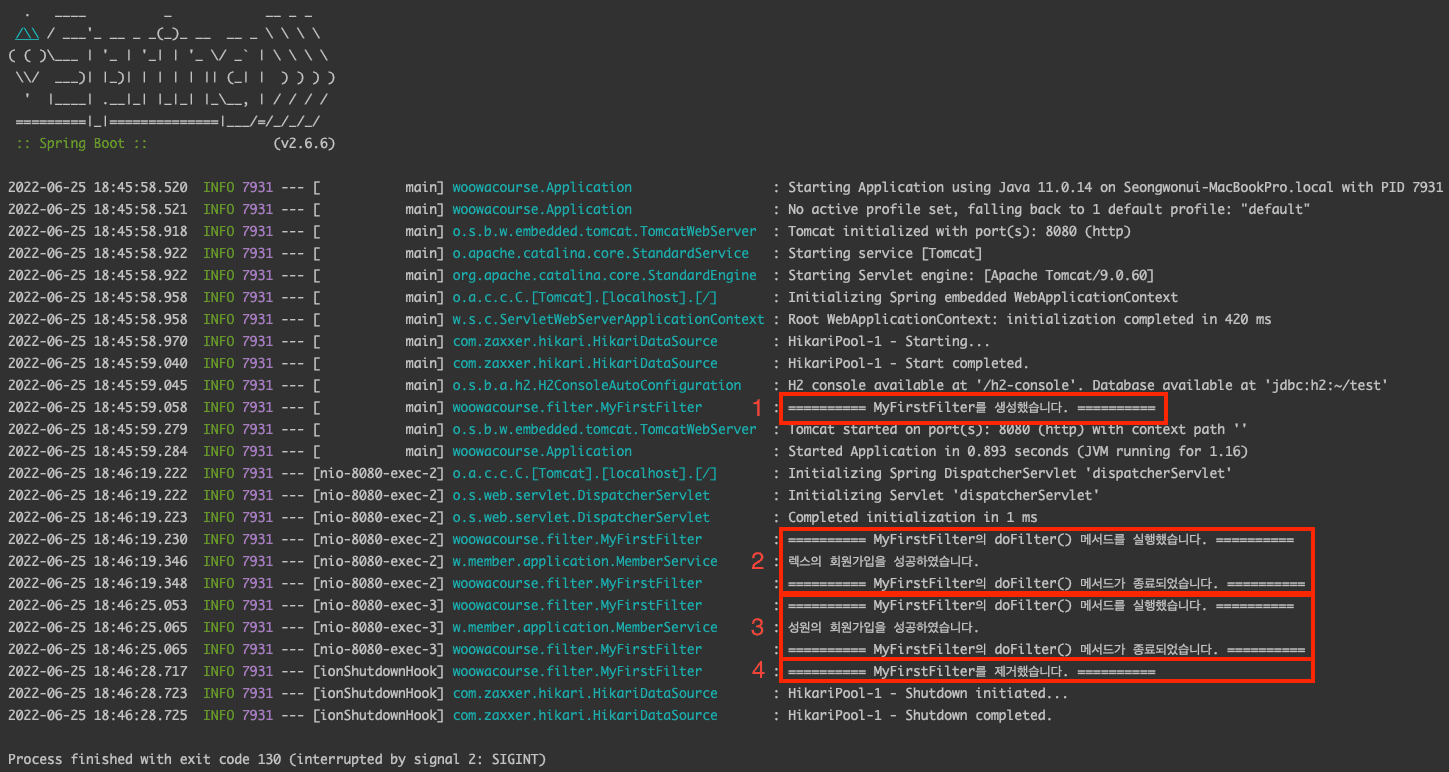 .   ____          _            __ _ _
 /\\ / ___'_ __ _ _(_)_ __  __ _ \ \ \ \
( ( )\___ | '_ | '_| | '_ \/ _` | \ \ \ \
 \\/  ___)| |_)| | | | | || (_| |  ) ) ) )
  '  |____| .__|_| |_|_| |_\__, | / / / /
 =========|_|==============|___/=/_/_/_/
 :: Spring Boot ::                (v2.6.6)
2022-06-25 18:45:58.520  INFO 7931 --- [           main] woowacourse.Application                  : Starting Application using Java 11.0.14 on Seongwonui-MacBookPro.local with PID 7931
2022-06-25 18:45:58.521  INFO 7931 --- [           main] woowacourse.Application                  : No active profile set, falling back to 1 default profile: "default"
2022-06-25 18:45:58.918  INFO 7931 --- [           main] o.s.b.w.embedded.tomcat.TomcatWebServer  : Tomcat initialized with port(s): 8080 (http)
2022-06-25 18:45:58.922  INFO 7931 --- [           main] o.apache.catalina.core.StandardService   : Starting service [Tomcat]
2022-06-25 18:45:58.922  INFO 7931 --- [           main] org.apache.catalina.core.StandardEngine  : Starting Servlet engine: [Apache Tomcat/9.0.60]
2022-06-25 18:45:58.958  INFO 7931 --- [           main] o.a.c.c.C.[Tomcat].[localhost].[/]       : Initializing Spring embedded WebApplicationContext
2022-06-25 18:45:58.958  INFO 7931 --- [           main] w.s.c.ServletWebServerApplicationContext : Root WebApplicationContext: initialization completed in 420 ms
2022-06-25 18:45:58.970  INFO 7931 --- [           main] com.zaxxer.hikari.HikariDataSource       : HikariPool-1 - Starting...
2022-06-25 18:45:59.040  INFO 7931 --- [           main] com.zaxxer.hikari.HikariDataSource       : HikariPool-1 - Start completed.
2022-06-25 18:45:59.045  INFO 7931 --- [           main] o.s.b.a.h2.H2ConsoleAutoConfiguration    : H2 console available at '/h2-console'. Database available at 'jdbc:h2:~/test'
2022-06-25 18:45:59.058  INFO 7931 --- [           main] woowacourse.filter.MyFirstFilter     1   : ========== MyFirstFilter를 생성했습니다. ==========
2022-06-25 18:45:59.279  INFO 7931 --- [           main] o.s.b.w.embedded.tomcat.TomcatWebServer  : Tomcat started on port(s): 8080 (http) with context path ''
2022-06-25 18:45:59.284  INFO 7931 --- [           main] woowacourse.Application                  : Started Application in 0.893 seconds (JVM running for 1.16)
2022-06-25 18:46:19.222  INFO 7931 --- [nio-8080-exec-2] o.a.c.c.C.[Tomcat].[localhost].[/]       : Initializing Spring DispatcherServlet 'dispatcherServlet'
2022-06-25 18:46:19.222  INFO 7931 --- [nio-8080-exec-2] o.s.web.servlet.DispatcherServlet        : Initializing Servlet 'dispatcherServlet'
2022-06-25 18:46:19.223  INFO 7931 --- [nio-8080-exec-2] o.s.web.servlet.DispatcherServlet        : Completed initialization in 1 ms
2022-06-25 18:46:19.230  INFO 7931 --- [nio-8080-exec-2] woowacourse.filter.MyFirstFilter         : ========== MyFirstFilter의 doFilter() 메서드를 실행했습니다. ==========
2022-06-25 18:46:19.346  INFO 7931 --- [nio-8080-exec-2] w.member.application.MemberService   2   : 렉스의 회원가입을 성공하였습니다.
2022-06-25 18:46:19.348  INFO 7931 --- [nio-8080-exec-2] woowacourse.filter.MyFirstFilter         : ========== MyFirstFilter의 doFilter() 메서드가 종료되었습니다. ==========
2022-06-25 18:46:25.053  INFO 7931 --- [nio-8080-exec-3] woowacourse.filter.MyFirstFilter         : ========== MyFirstFilter의 doFilter() 메서드를 실행했습니다. ==========
2022-06-25 18:46:25.065  INFO 7931 --- [nio-8080-exec-3] w.member.application.MemberService   3   : 성원의 회원가입을 성공하였습니다.
2022-06-25 18:46:25.065  INFO 7931 --- [nio-8080-exec-3] woowacourse.filter.MyFirstFilter         : ========== MyFirstFilter의 doFilter() 메서드가 종료되었습니다. ==========
2022-06-25 18:46:28.717  INFO 7931 --- [ionShutdownHook] woowacourse.filter.MyFirstFilter     4   : ========== MyFirstFilter를 제거했습니다. ==========
2022-06-25 18:46:28.723  INFO 7931 --- [ionShutdownHook] com.zaxxer.hikari.HikariDataSource       : HikariPool-1 - Shutdown initiated...
2022-06-25 18:46:28.725  INFO 7931 --- [ionShutdownHook] com.zaxxer.hikari.HikariDataSource       : HikariPool-1 - Shutdown completed.
Process finished with exit code 130 (interrupted by signal 2: SIGINT)